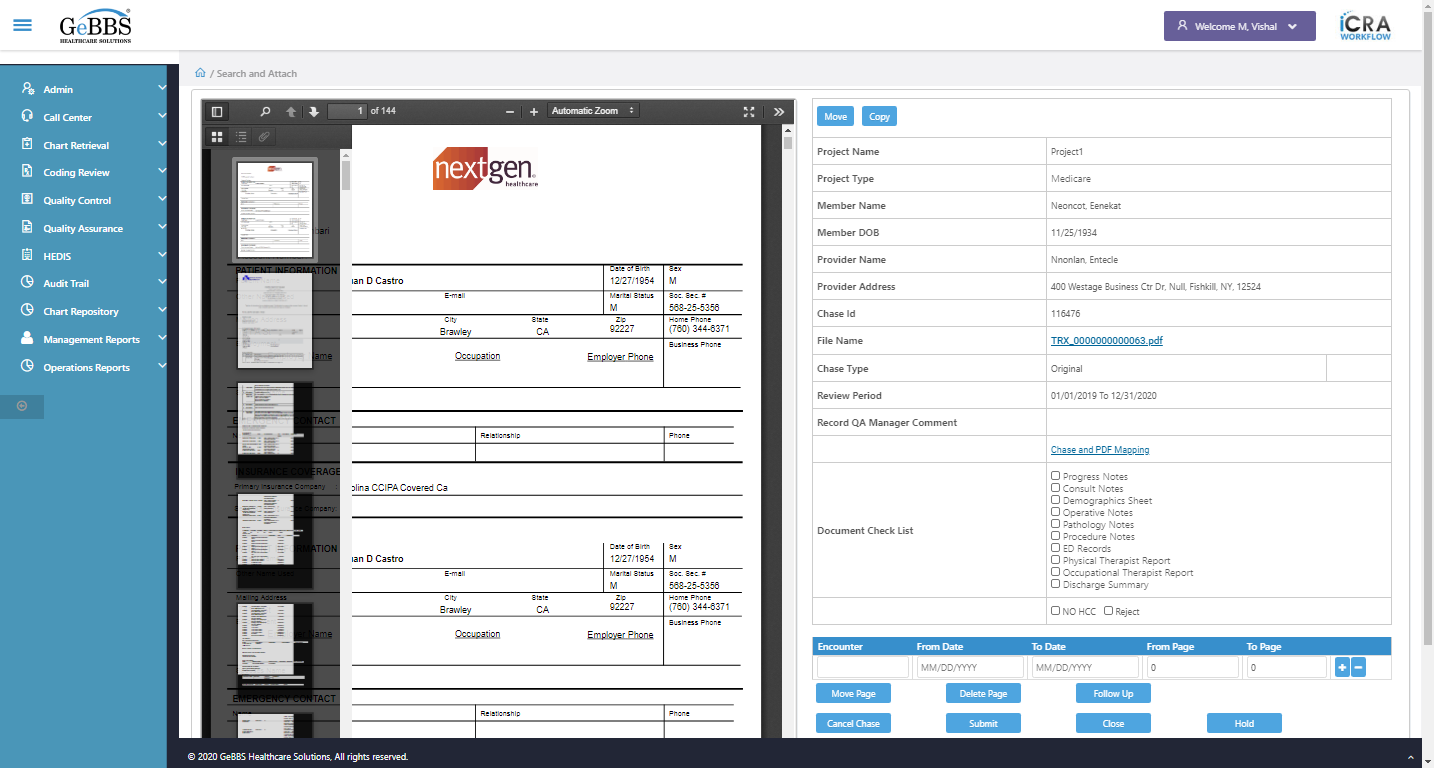 GeBBS
HEALTHCARE SOLUTIONS
Welcome M, Vishal
iCRA
WORKFLOW
/ Search and Attach
Admin
Call Center
Chart Retrieval
Coding Review
Quality Control
Quality Assurance
HEDIS
Audit Trail
Chart Repository
Management Reports
Operations Reports
1 of 144
Automatic Zoom
nextgen
healthcare
PATIENT INFORMATION
Date of Birth Sex
an D Castro 12/27/1954 M
E-mail Marital Status Soc. Sec. #
M 568-25-5356
City State Zip Home Phone
Brawley CA 92227 (760) 344-6371
Business Phone
Name Occupation Employer Phone
EMERGENCY CONTACT
Relationship Phone
INSURANCE COVERAGE
Primary Insurance Company
olina CCIPA Covered Ca
Date of Birth Sex
an D Castro 12/27/1954 M
E-mail Marital Status Soc. Sec. #
M 568-25-5356
Mailing Address City State Zip Home Phone
Brawley CA 92227 (760) 344-6371
Business Phone
Name Occupation Employer Phone
EMERGENCY CONTACT
Name Relationship Phone
Move Copy
Project Name Project1
Project Type Medicare
Member Name Neoncot, Eenekat
Member DOB 11/25/1934
Provider Name Nnonlan, Entecle
Provider Address 400 Westage Business Ctr Dr, Null, Fishkill, NY, 12524
Chase Id 116476
File Name TRX_0000000000063.pdf
Chase Type Original
Review Period 01/01/2019 To 12/31/2020
Record QA Manager Comment
Chase and PDF Mapping
Document Check List
Progress Notes
Consult Notes
Demographics Sheet
Operative Notes
Pathology Notes
Procedure Notes
ED Records
Physical Therapist Report
Occupational Therapist Report
Discharge Summary
NO HCC Reject
Encounter From Date To Date From Page To Page
MM/DD/YYYY MM/DD/YYYY 0 0
Move Page Delete Page Follow Up
Cancel Chase Submit Close Hold
© 2020 GeBBS Healthcare Solutions, All rights reserved.